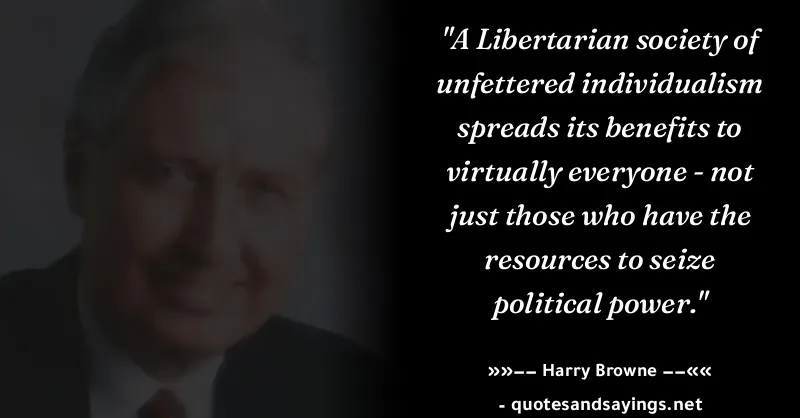 "A Libertarian society of
unfettered individualism
spreads its benefits to
virtually everyone - not
just those who have the
resources to seize
political power."
»»−− Harry Browne −−««
- quotesandsayings.net